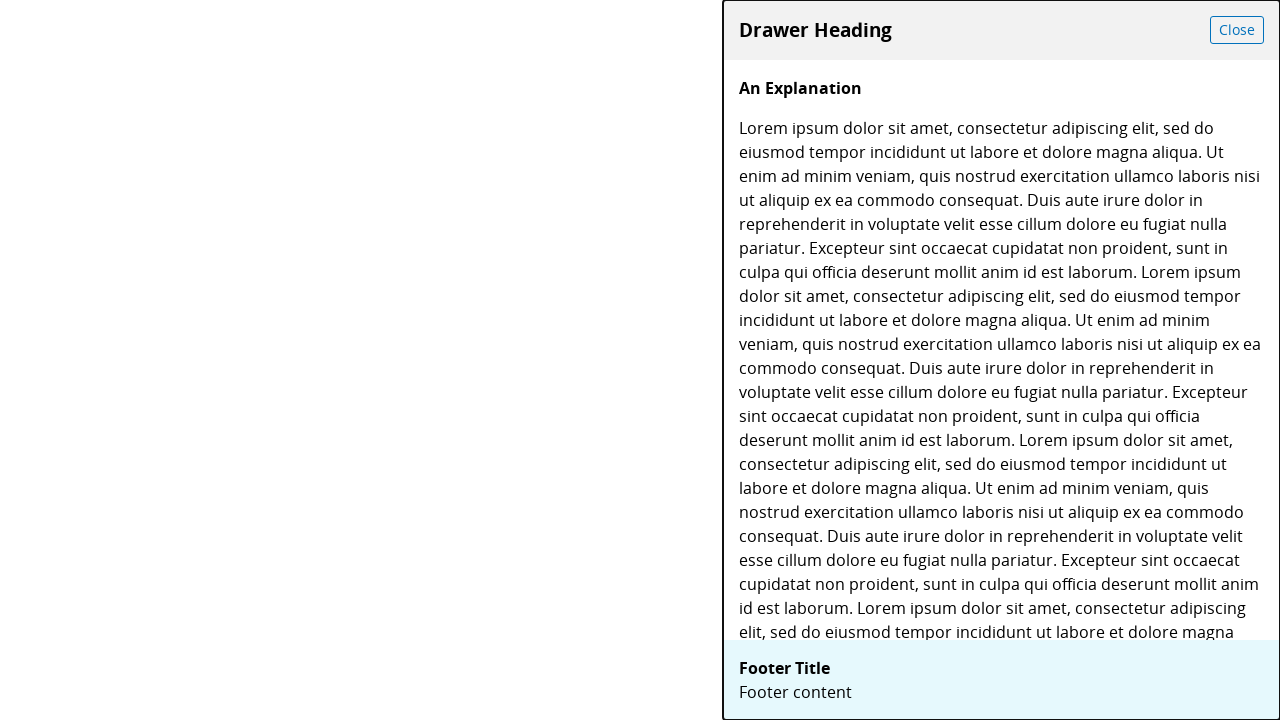 Drawer Heading
Close
An Explanation
Lorem ipsum dolor sit amet, consectetur adipiscing elit, sed do
eiusmod tempor incididunt ut labore et dolore magna aliqua. Ut
enim ad minim veniam, quis nostrud exercitation ullamco laboris nisi
ut aliquip ex ea commodo consequat. Duis aute irure dolor in
reprehenderit in voluptate velit esse cillum dolore eu fugiat nulla
pariatur. Excepteur sint occaecat cupidatat non proident, sunt in
culpa qui officia deserunt mollit anim id est laborum. Lorem ipsum
dolor sit amet, consectetur adipiscing elit, sed do eiusmod tempor
incididunt ut labore et dolore magna aliqua. Ut enim ad minim
veniam, quis nostrud exercitation ullamco laboris nisi ut aliquip ex ea
commodo consequat. Duis aute irure dolor in reprehenderit in
voluptate velit esse cillum dolore eu fugiat nulla pariatur. Excepteur
sint occaecat cupidatat non proident, sunt in culpa qui officia
deserunt mollit anim id est laborum. Lorem ipsum dolor sit amet,
consectetur adipiscing elit, sed do eiusmod tempor incididunt ut
labore et dolore magna aliqua. Ut enim ad minim veniam, quis
nostrud exercitation ullamco laboris nisi ut aliquip ex ea commodo
consequat. Duis aute irure dolor in reprehenderit in voluptate velit
esse cillum dolore eu fugiat nulla pariatur. Excepteur sint occaecat
cupidatat non proident, sunt in culpa qui officia deserunt mollit anim
id est laborum. Lorem ipsum dolor sit amet, consectetur adipiscing
elit, sed do eiusmod tempor incididunt ut labore et dolore magna
Footer Title
Footer content